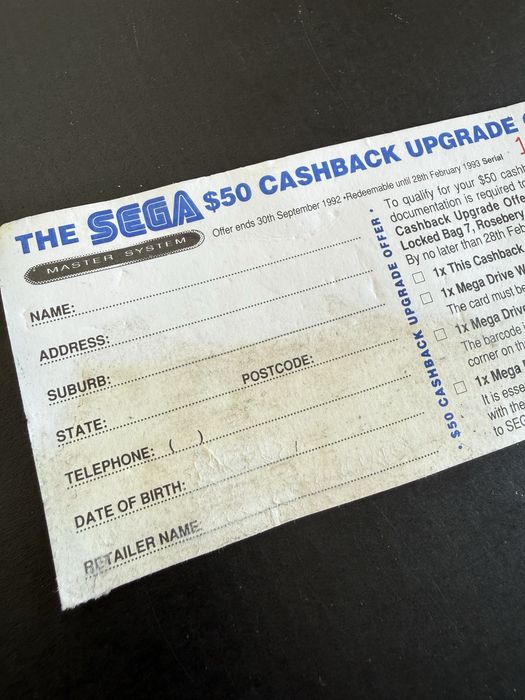 THE SEGA $50 CASHBACK UPGRADE
MASTER SYSTEM
Offer ends 30th September 1992 •Redeemable until 28th February 1993 Serial 1
NAME:
ADDRESS:
SUBURB: POSTCODE:
STATE:
TELEPHONE: ( )
DATE OF BIRTH:
RETAILER NAME:
• $50 CASHBACK UPGRADE OFFER •
To qualify for your $50 cashb
documentation is required
Cashback Upgrade Offe
Locked Bag 7, Roseber
By no later than 28th Feb
1x This Cashback
1x Mega Drive
The card must be
1x Mega Drive
The barcode
corner on th
1x Mega
It is esse
with the
to SEG